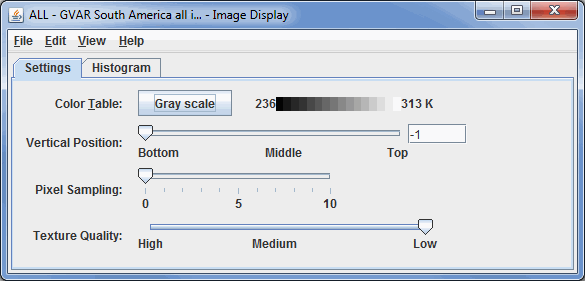 ALL - GVAR South America all i... - Image Display
File Edit View Help
Settings Histogram
Color Table: Gray scale 236 313 K
Vertical Position: -1
Bottom Middle Top
Pixel Sampling:
0 5 10
Texture Quality:
High Medium Low